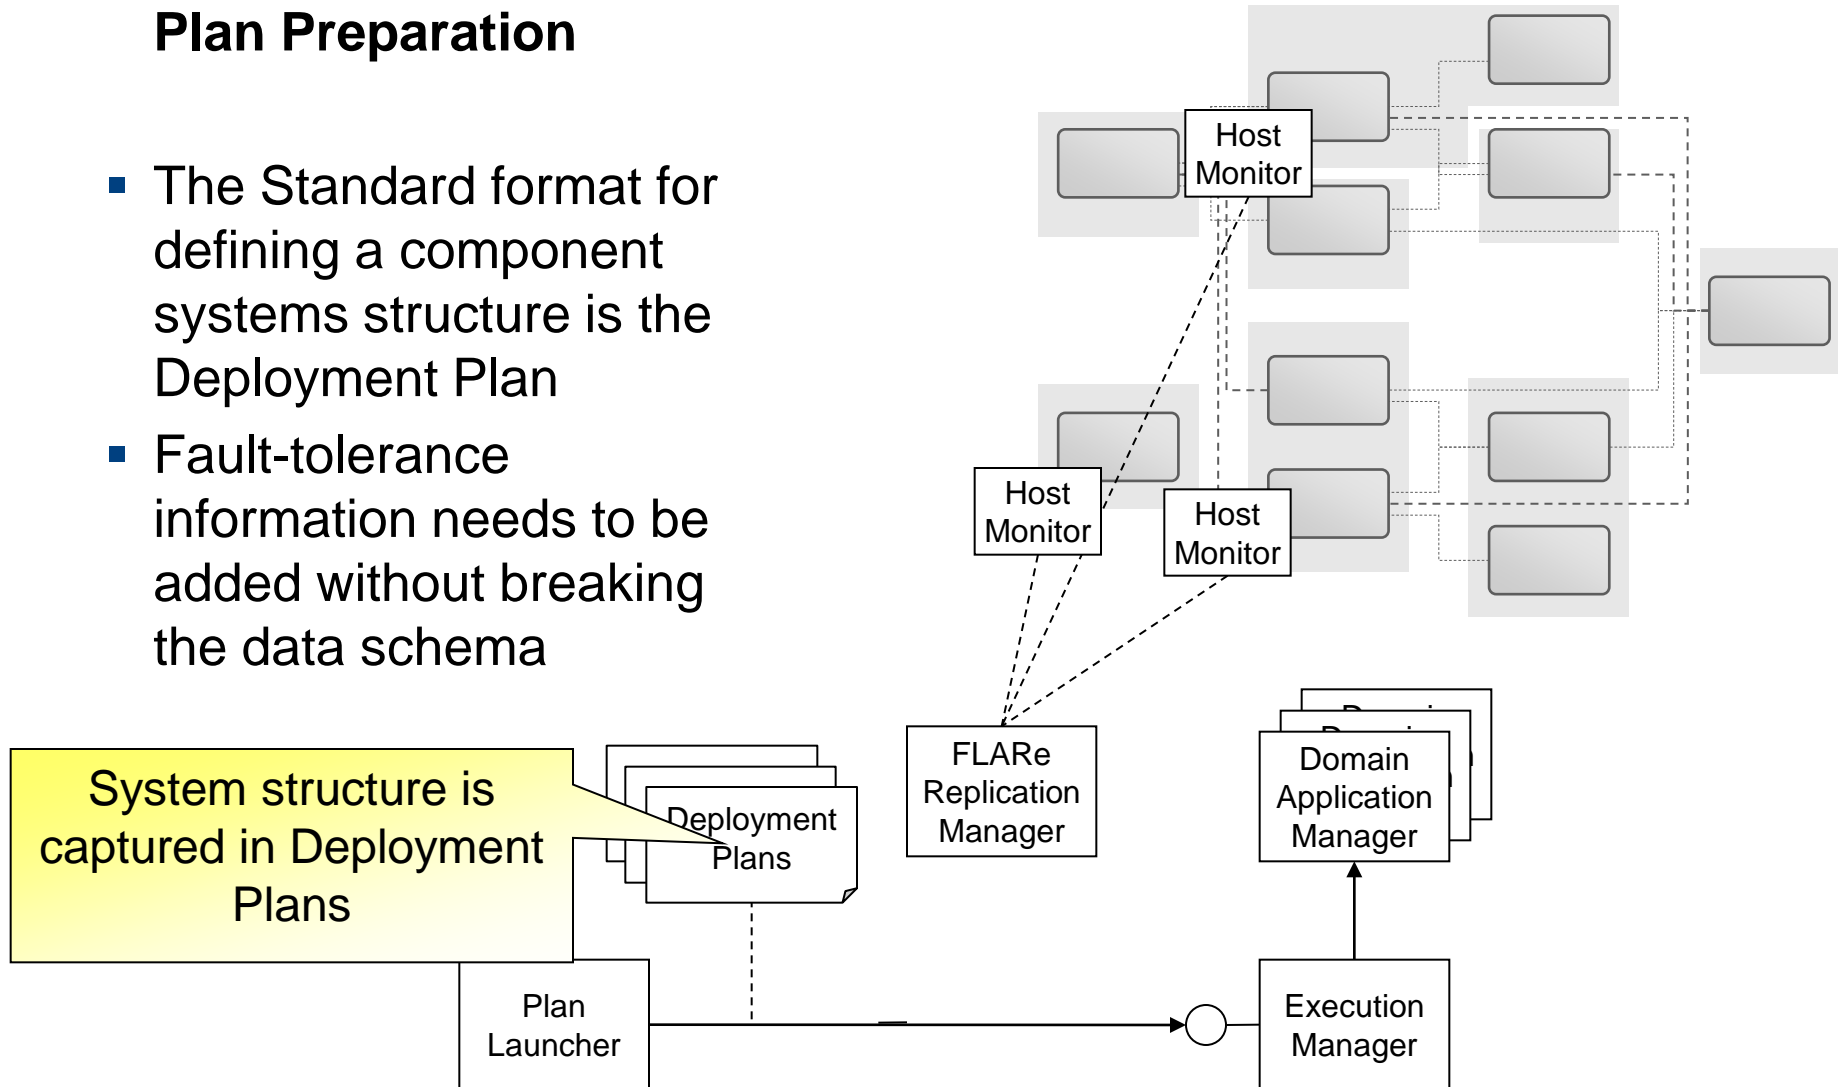 Plan Preparation
The Standard format for
defining a component
systems structure is the
Deployment Plan
Fault-tolerance
information needs to be
added without breaking
the data schema
Host
Monitor
Host
Monitor
Host
Monitor
FLARe
Replication
Manager
Domain
Application
Manager
System structure is
captured in Deployment
Plans
Deployment
Plans
Plan
Launcher
Execution
Manager